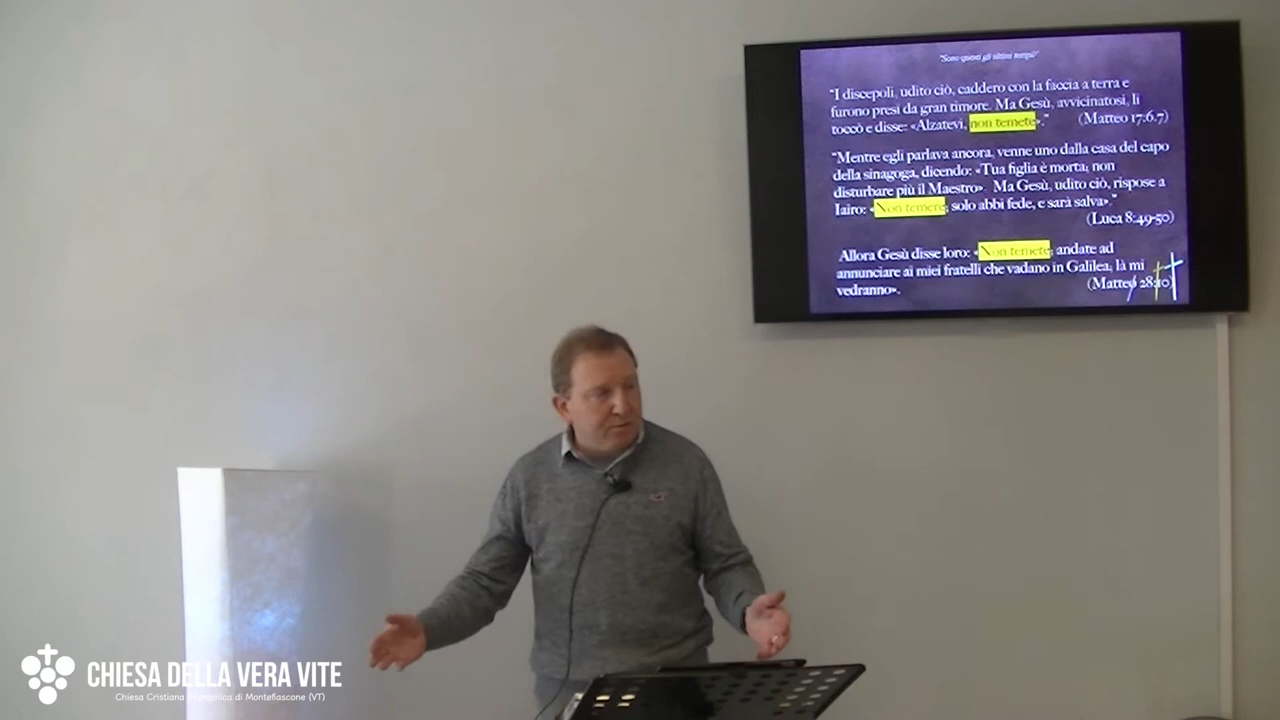 "Sono questi gli ultimi tempi?"
“I discepoli, udito ciò, caddero con la faccia a terra e
furono presi da gran timore. Ma Gesù, avvicinatosi, li
toccò e disse: «Alzatevi, non temete».” (Matteo 17:6.7)
“Mentre egli parlava ancora, venne uno dalla casa del capo
della sinagoga, dicendo: «Tua figlia è morta; non
disturbare più il Maestro». Ma Gesù, udito ciò, rispose a
Iairo: «Non temere; solo abbi fede, e sarà salva».”
(Luca 8:49-50)
Allora Gesù disse loro: «Non temete; andate ad
annunciare ai miei fratelli che vadano in Galilea; là mi
vedranno». (Matteo 28:10)
CHIESA DELLA VERA VITE
Chiesa Cristiana Evangelica di Montefiascone (VT)